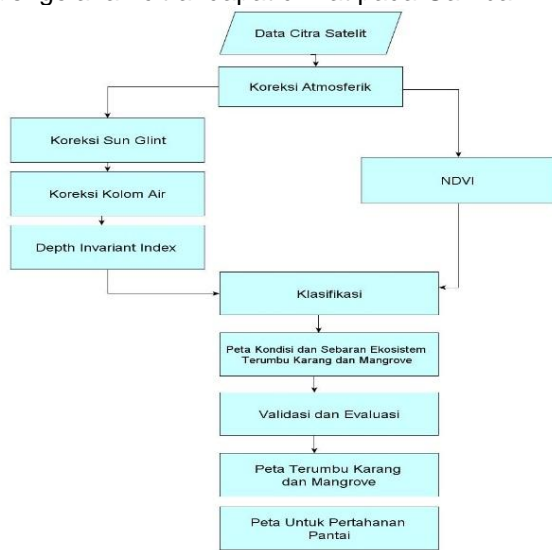 Data Citra Satelit
Koreksi Atmosferik
Koreksi Sun Glint
Koreksi Kolom Air
Depth Invariant Index
NDVI
Klasifikasi
Peta Kondisi dan Sebaran Ekosistem
Terumbu Karang dan Mangrove
Validasi dan Evaluasi
Peta Terumbu Karang
dan Mangrove
Peta Untuk Pertahanan
Pantai